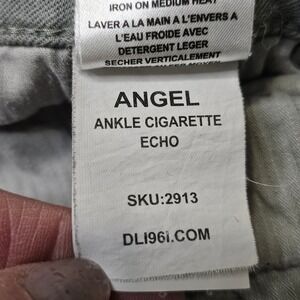 IRON ON MEDIUM HEAT
LAVER A LA MAIN A L'ENVERS A
L'EAU FROIDE AVEC
DETERGENT LEGER
SECHER VERTICALEMENT
ANGEL
ANKLE CIGARETTE
ECHO
SKU:2913
DL1961.COM